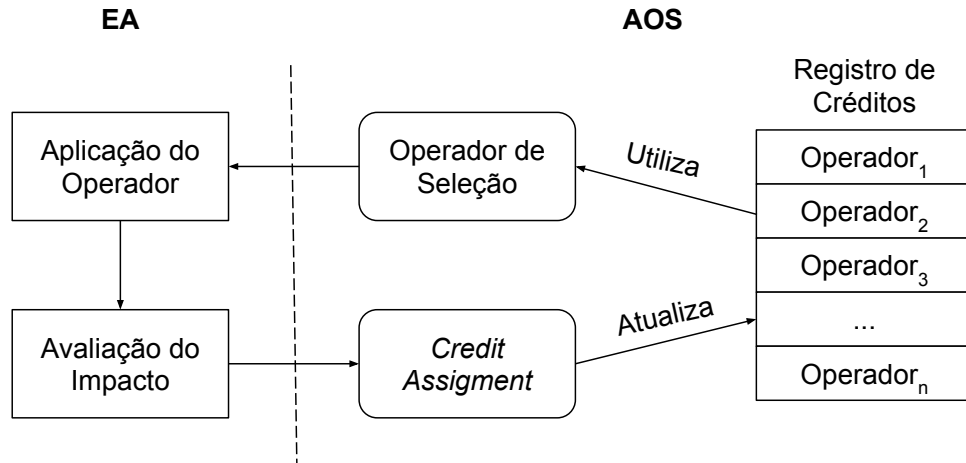 EA
AOS
Registro de
Créditos
Aplicação do
Operador
Operador de
Seleção
Utiliza
Operador1
Operador2
Operador3
...
Operadorn
Avaliação do
Impacto
Credit
Assigment
Atualiza